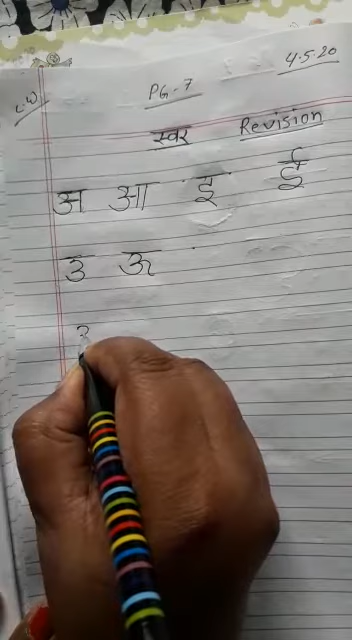 4-5-20
C.W PG-7
स्वर Revision
अ आ इ ई
उ ऊ